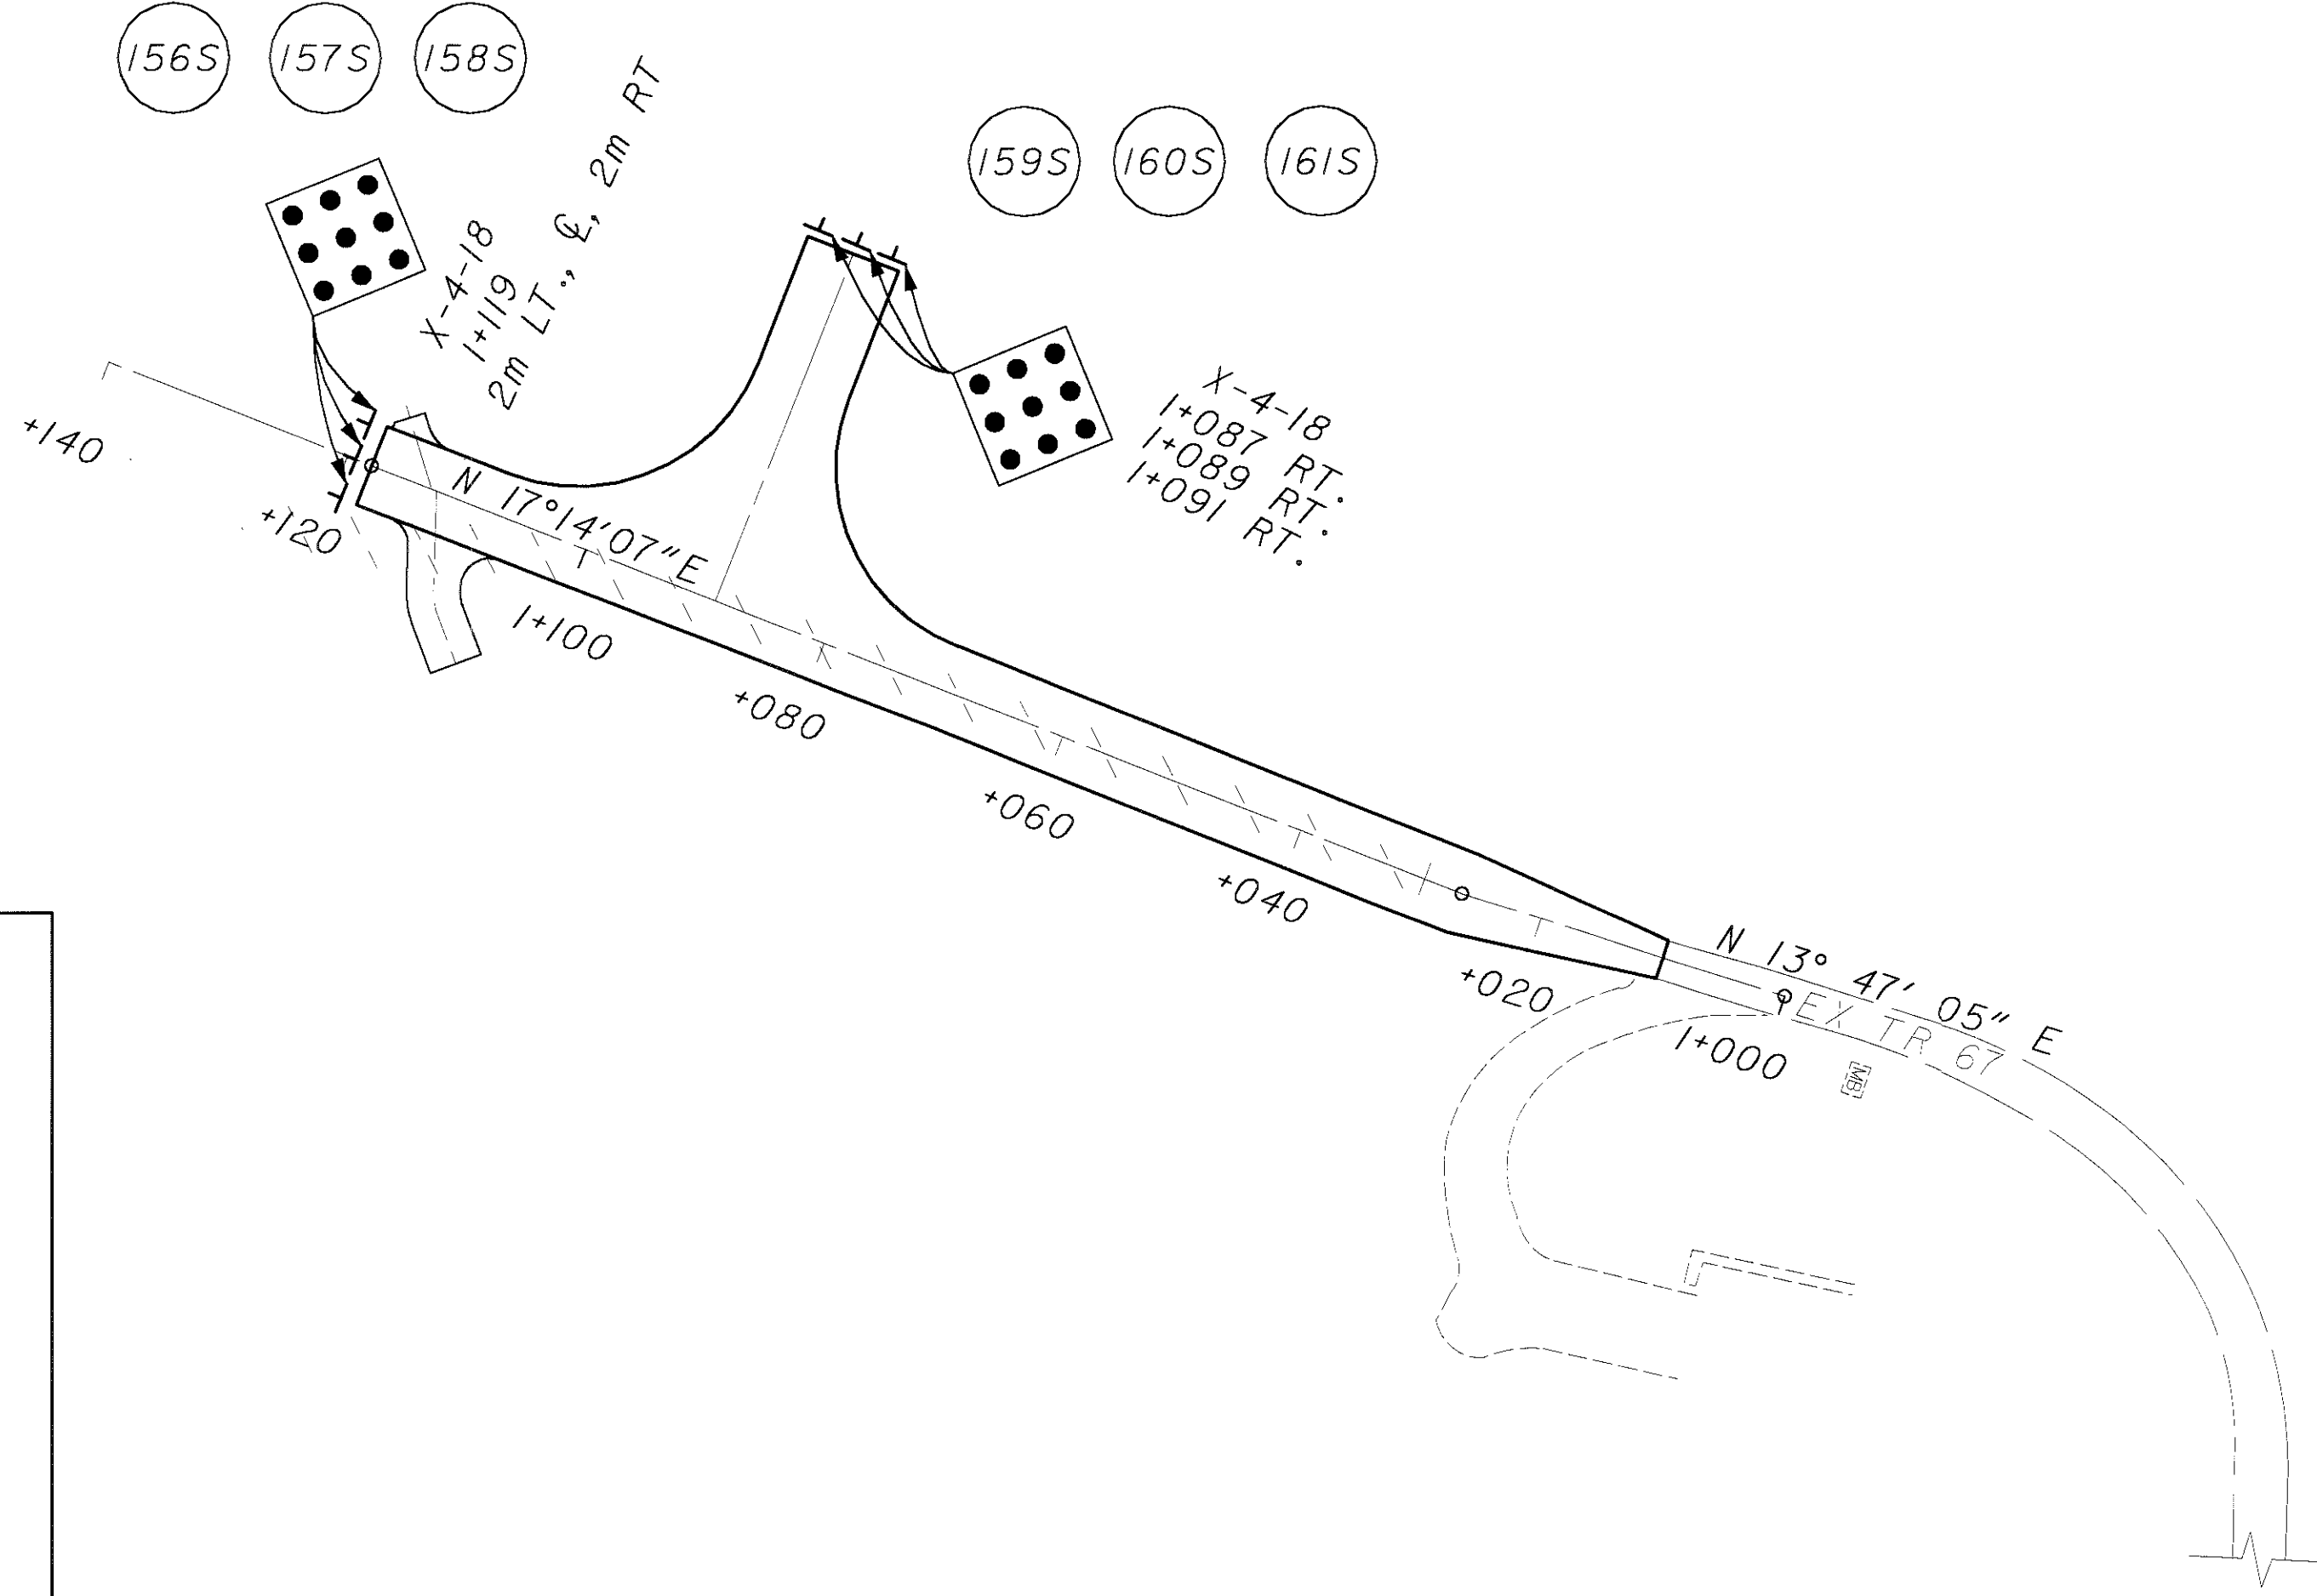 156S 157S 158S
159S 160S 161S
X-4-18
1+119
2m LT., ℄, 2m RT
X-4-18
1+087 RT.
1+089 RT.
1+091 RT.
+140
+120
N 17°14'07"E
1+100
+080
+060
+040
+020
1+000
N 13° 47' 05" E
EX TR 67
MB